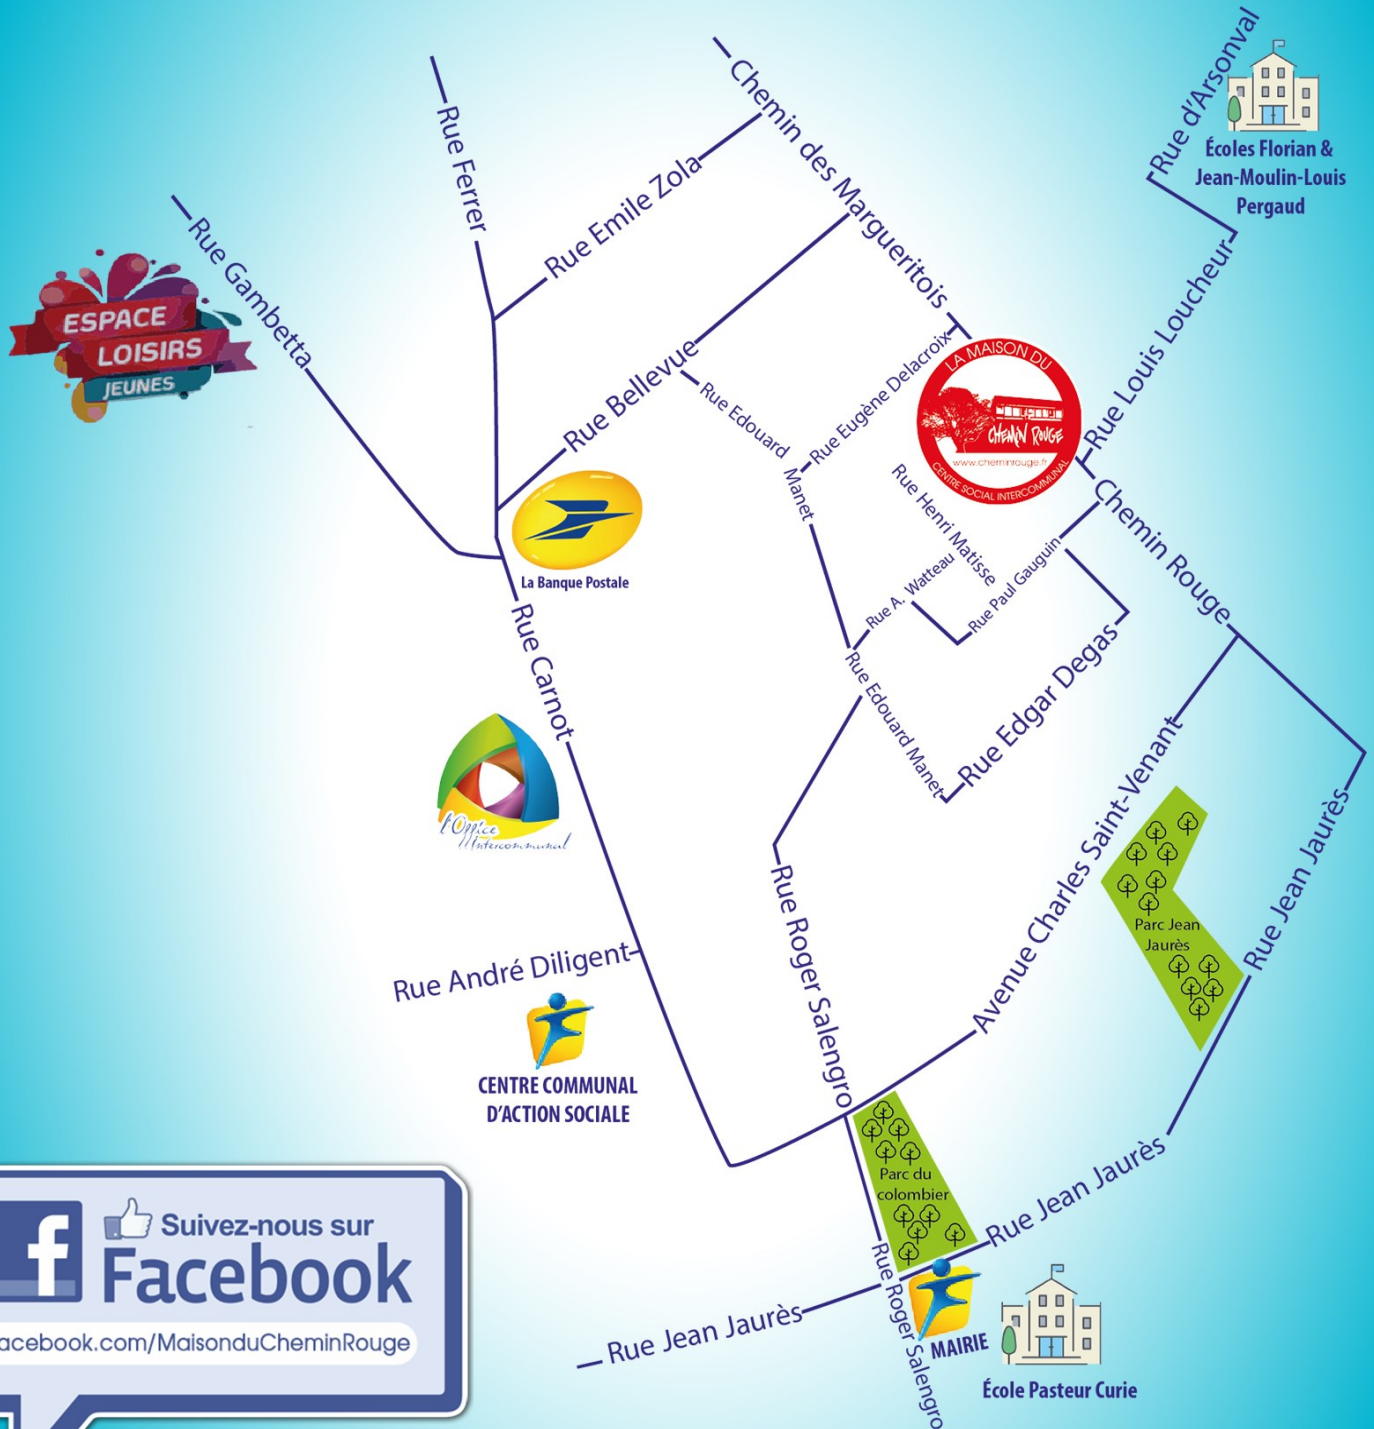 Rue d'Arsonval
Écoles Florian &
Jean-Moulin-Louis
Pergaud
Chemin des Margueritois
Rue Ferrer
Rue Emile Zola
Rue Gambetta
ESPACE
LOISIRS
JEUNES
Rue Louis Loucheur
Rue Bellevue
Rue Edouard
Manet
Rue Eugène Delacroix
LA MAISON DU
CHEMIN ROUGE
www.cheminrouge.fr
CENTRE SOCIAL INTERCOMMUNAL
Rue Henri Matisse
Chemin Rouge
La Banque Postale
Rue A. Watteau
Rue Paul Gauguin
Rue Carnot
Rue Edouard Manet
Rue Edgar Degas
l'Office
Intercommunal
Avenue Charles Saint-Venant
Rue Jean Jaurès
Parc Jean
Jaurès
Rue Roger Salengro
Rue André Diligent
CENTRE COMMUNAL
D'ACTION SOCIALE
Parc du
colombier
Rue Jean Jaurès
Rue Jean Jaurès
Rue Roger Salengro
MAIRIE
École Pasteur Curie
f
Suivez-nous sur
Facebook
acebook.com/MaisonduCheminRouge